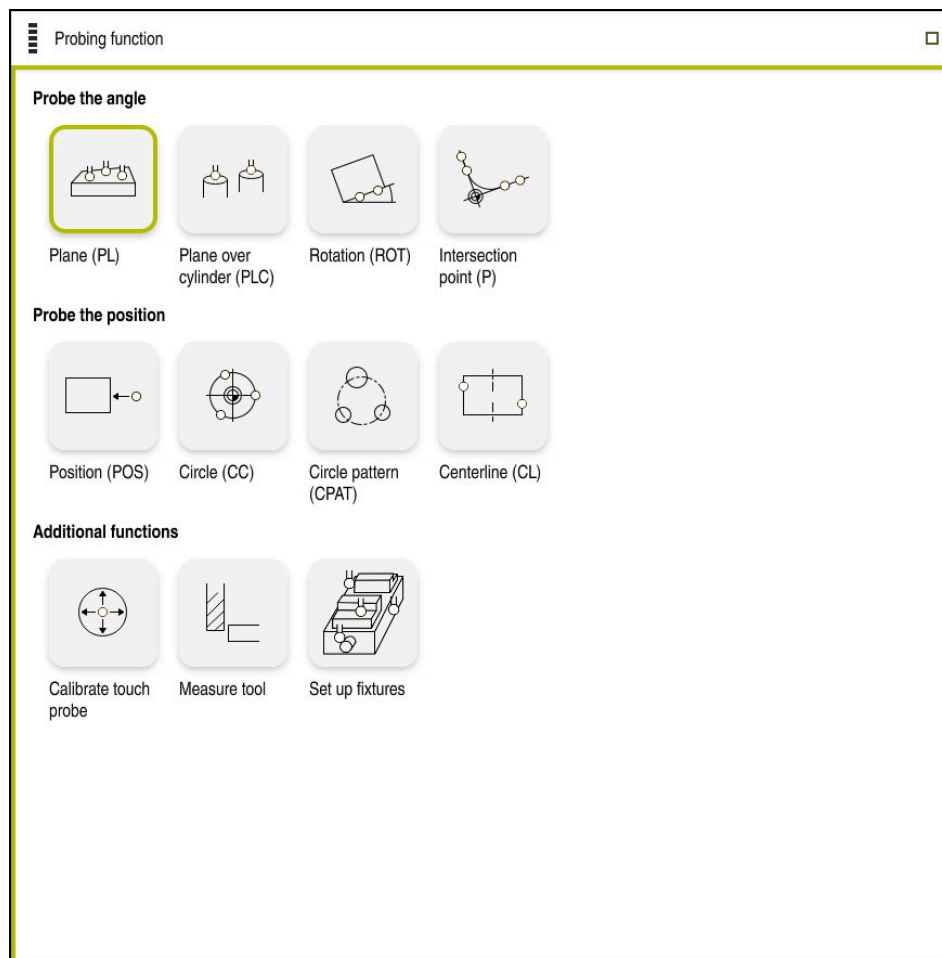 Probing function
Probe the angle
Plane (PL)
Plane over
cylinder (PLC)
Rotation (ROT)
Intersection
point (P)
Probe the position
Position (POS)
Circle (CC)
Circle pattern
(CPAT)
Centerline (CL)
Additional functions
Calibrate touch
probe
Measure tool
Set up fixtures